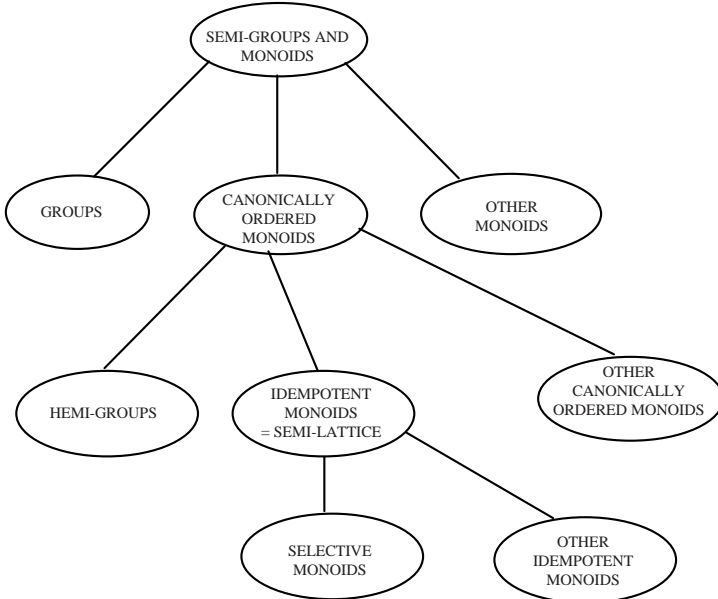 SEMI-GROUPS AND
MONOIDS
GROUPS
CANONICALLY
ORDERED
MONOIDS
OTHER
MONOIDS
HEMI-GROUPS
IDEMPOTENT
MONOIDS
= SEMI-LATTICE
OTHER
CANONICALLY
ORDERED MONOIDS
SELECTIVE
MONOIDS
OTHER
IDEMPOTENT
MONOIDS